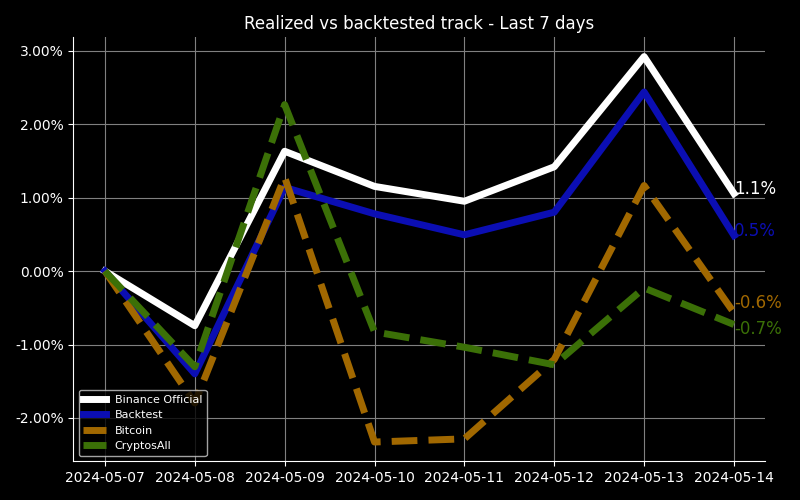 Realized vs backtested track - Last 7 days
3.00%
2.00%
1.00%
0.00%
-1.00%
-2.00%
1.1%
0.5%
-0.6%
-0.7%
Binance Official
Backtest
Bitcoin
CryptosAll
2024-05-07 2024-05-08 2024-05-09 2024-05-10 2024-05-11 2024-05-12 2024-05-13 2024-05-14